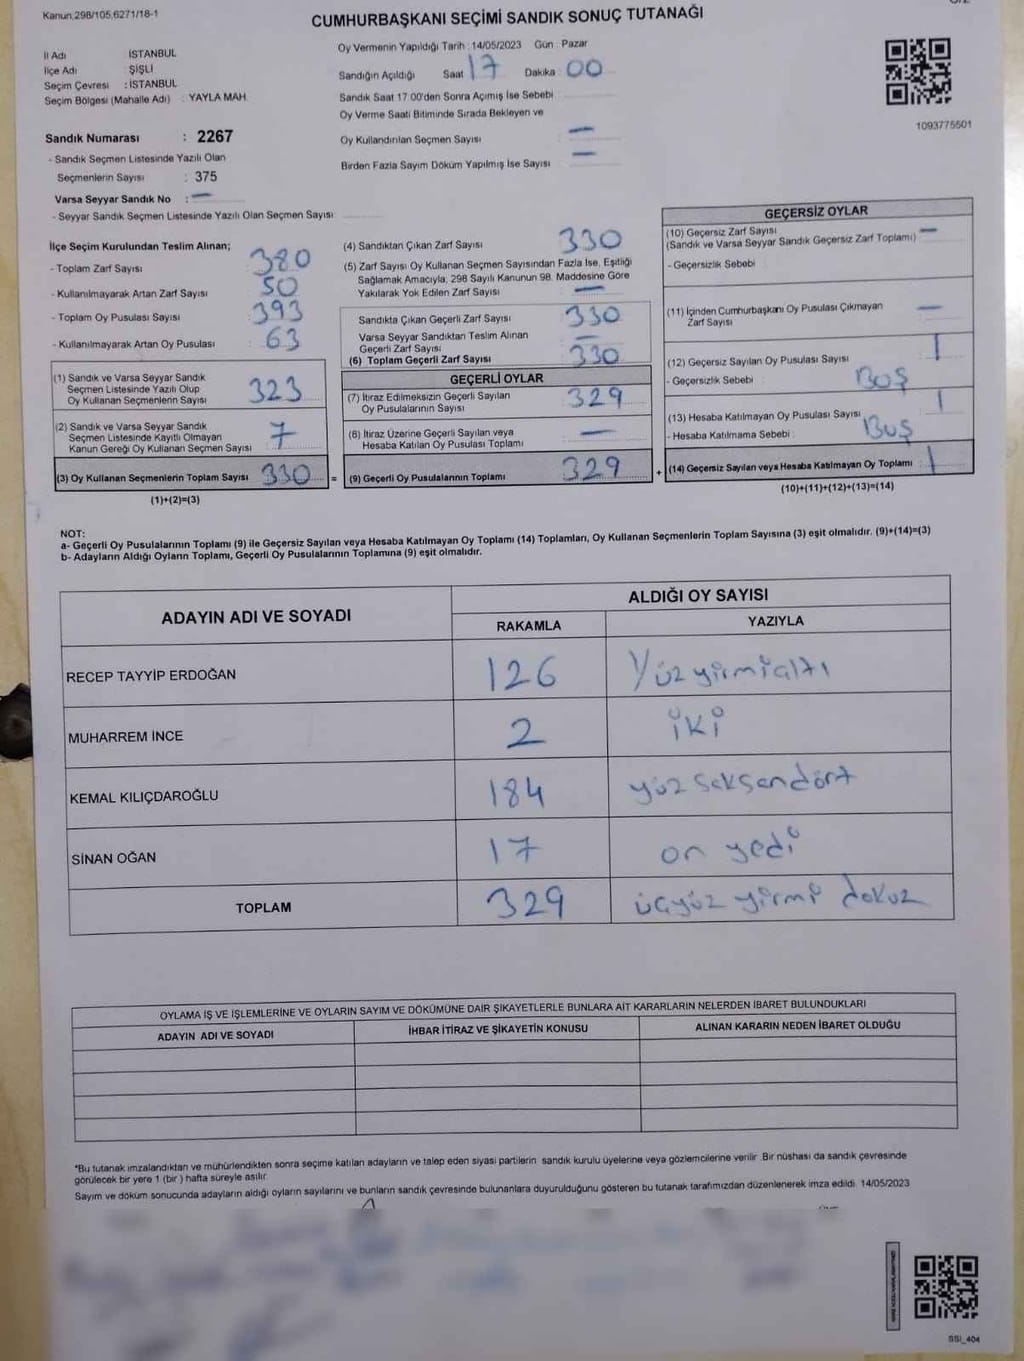 Kanun,298/105,6271/18-1
CUMHURBAŞKANI SEÇİMİ SANDIK SONUÇ TUTANAĞI
İl Adı İSTANBUL
İlçe Adı : ŞİŞLİ
Seçim Çevresi : İSTANBUL
Seçim Bölgesi (Mahalle Adı) : YAYLA MAH.
Sandık Numarası : 2267
- Sandık Seçmen Listesinde Yazılı Olan
Seçmenlerin Sayısı : 375
Varsa Seyyar Sandık No : —
- Seyyar Sandık Seçmen Listesinde Yazılı Olan Seçmen Sayısı
Oy Vermenin Yapıldığı Tarih : 14/05/2023 Gün : Pazar
Sandığın Açıldığı Saat 17 Dakika : 00
Sandık Saat 17:00'den Sonra Açımış İse Sebebi
Oy Verme Saati Bitiminde Sırada Bekleyen ve
Oy Kullandırılan Seçmen Sayısı —
Birden Fazla Sayım Döküm Yapılmış İse Sayısı —
1093775501
İlçe Seçim Kurulundan Teslim Alınan;
- Toplam Zarf Sayısı 380
- Kullanılmayarak Artan Zarf Sayısı 50
- Toplam Oy Pusulası Sayısı 393
- Kullanılmayarak Artan Oy Pusulası 63
(1) Sandık ve Varsa Seyyar Sandık
Seçmen Listesinde Yazılı Olup
Oy Kullanan Seçmenlerin Sayısı 323
(2) Sandık ve Varsa Seyyar Sandık
Seçmen Listesinde Kayıtlı Olmayan
Kanun Gereği Oy Kullanan Seçmen Sayısı 7
(3) Oy Kullanan Seçmenlerin Toplam Sayısı 330 =
(1)+(2)=(3)
(4) Sandıktan Çıkan Zarf Sayısı 330
(5) Zarf Sayısı Oy Kullanan Seçmen Sayısından Fazla İse, Eşitliği
Sağlamak Amacıyla, 298 Sayılı Kanunun 98. Maddesine Göre
Yakılarak Yok Edilen Zarf Sayısı —
Sandıkta Çıkan Geçerli Zarf Sayısı 330
Varsa Seyyar Sandıktan Teslim Alınan
Geçerli Zarf Sayısı —
(6) Toplam Geçerli Zarf Sayısı 330
GEÇERLİ OYLAR
(7) İtiraz Edilmeksizin Geçerli Sayılan
Oy Pusulalarının Sayısı 329
(8) İtiraz Üzerine Geçerli Sayılan veya
Hesaba Katılan Oy Pusulası Toplamı —
(9) Geçerli Oy Pusulalarının Toplamı 329 +
GEÇERSİZ OYLAR
(10) Geçersiz Zarf Sayısı —
(Sandık ve Varsa Seyyar Sandık Geçersiz Zarf Toplamı)
- Geçersizlik Sebebi
(11) İçinden Cumhurbaşkanı Oy Pusulası Çıkmayan
Zarf Sayısı —
(12) Geçersiz Sayılan Oy Pusulası Sayısı 1
- Geçersizlik Sebebi : BOŞ
(13) Hesaba Katılmayan Oy Pusulası Sayısı 1
- Hesaba Katılmama Sebebi : BUŞ
(14) Geçersiz Sayılan veya Hesaba Katılmayan Oy Toplamı 1
(10)+(11)+(12)+(13)=(14)
NOT:
a- Geçerli Oy Pusulalarının Toplamı (9) ile Geçersiz Sayılan veya Hesaba Katılmayan Oy Toplamı (14) Toplamları, Oy Kullanan Seçmenlerin Toplam Sayısına (3) eşit olmalıdır. (9)+(14)=(3)
b- Adayların Aldığı Oyların Toplamı, Geçerli Oy Pusulalarının Toplamına (9) eşit olmalıdır.
ADAYIN ADI VE SOYADI ALDIĞI OY SAYISI
RAKAMLA YAZIYLA
RECEP TAYYİP ERDOĞAN 126 Yüz yirmi altı
MUHARREM İNCE 2 iki
KEMAL KILIÇDAROĞLU 184 yüz seksen dört
SİNAN OĞAN 17 on yedi
TOPLAM 329 üçyüz yirmi dokuz
OYLAMA İŞ VE İŞLEMLERİNE VE OYLARIN SAYIM VE DÖKÜMÜNE DAİR ŞİKAYETLERLE BUNLARA AİT KARARLARIN NELERDEN İBARET BULUNDUKLARI
ADAYIN ADI VE SOYADI İHBAR İTİRAZ VE ŞİKAYETİN KONUSU ALINAN KARARIN NEDEN İBARET OLDUĞU
*Bu tutanak imzalandıktan ve mühürlendikten sonra seçime katılan adayların ve talep eden siyasi partilerin sandık kurulu üyelerine veya gözlemcilerine verilir. Bir nüshası da sandık çevresinde
görülecek bir yere 1 (bir) hafta süreyle asılır.
Sayım ve döküm sonucunda adayların aldığı oyların sayılarını ve bunların sandık çevresinde bulunanlara duyurulduğunu gösteren bu tutanak tarafımızdan düzenlenerek imza edildi. 14/05/2023
SSI_404